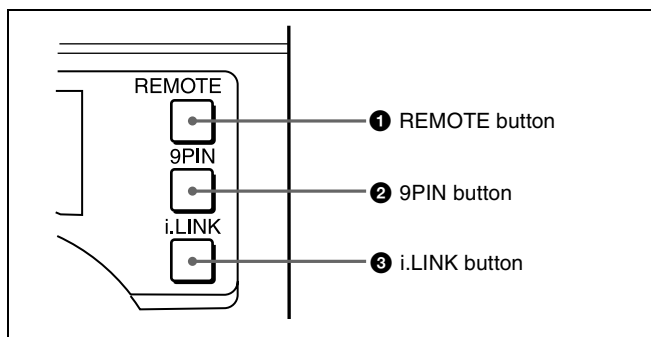 REMOTE
❶ REMOTE button
9PIN
❷ 9PIN button
i.LINK
❸ i.LINK button